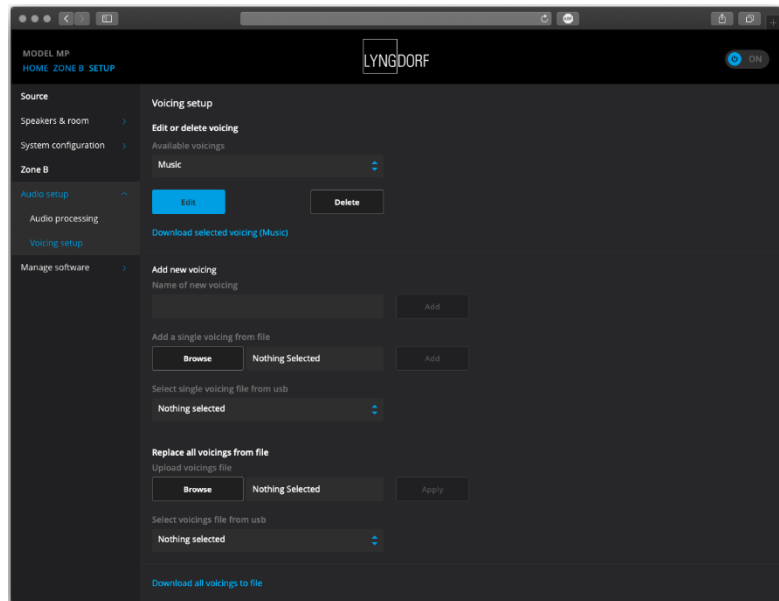 MODEL MP
HOME ZONE B SETUP
LYNGDORF
ON
Source
Speakers & room
System configuration
Zone B
Audio setup
Audio processing
Voicing setup
Manage software
Voicing setup
Edit or delete voicing
Available voicings
Music
Edit Delete
Download selected voicing (Music)
Add new voicing
Name of new voicing
Add
Add a single voicing from file
Browse Nothing Selected Add
Select single voicing file from usb
Nothing selected
Replace all voicings from file
Upload voicings file
Browse Nothing Selected Apply
Select voicings file from usb
Nothing selected
Download all voicings to file